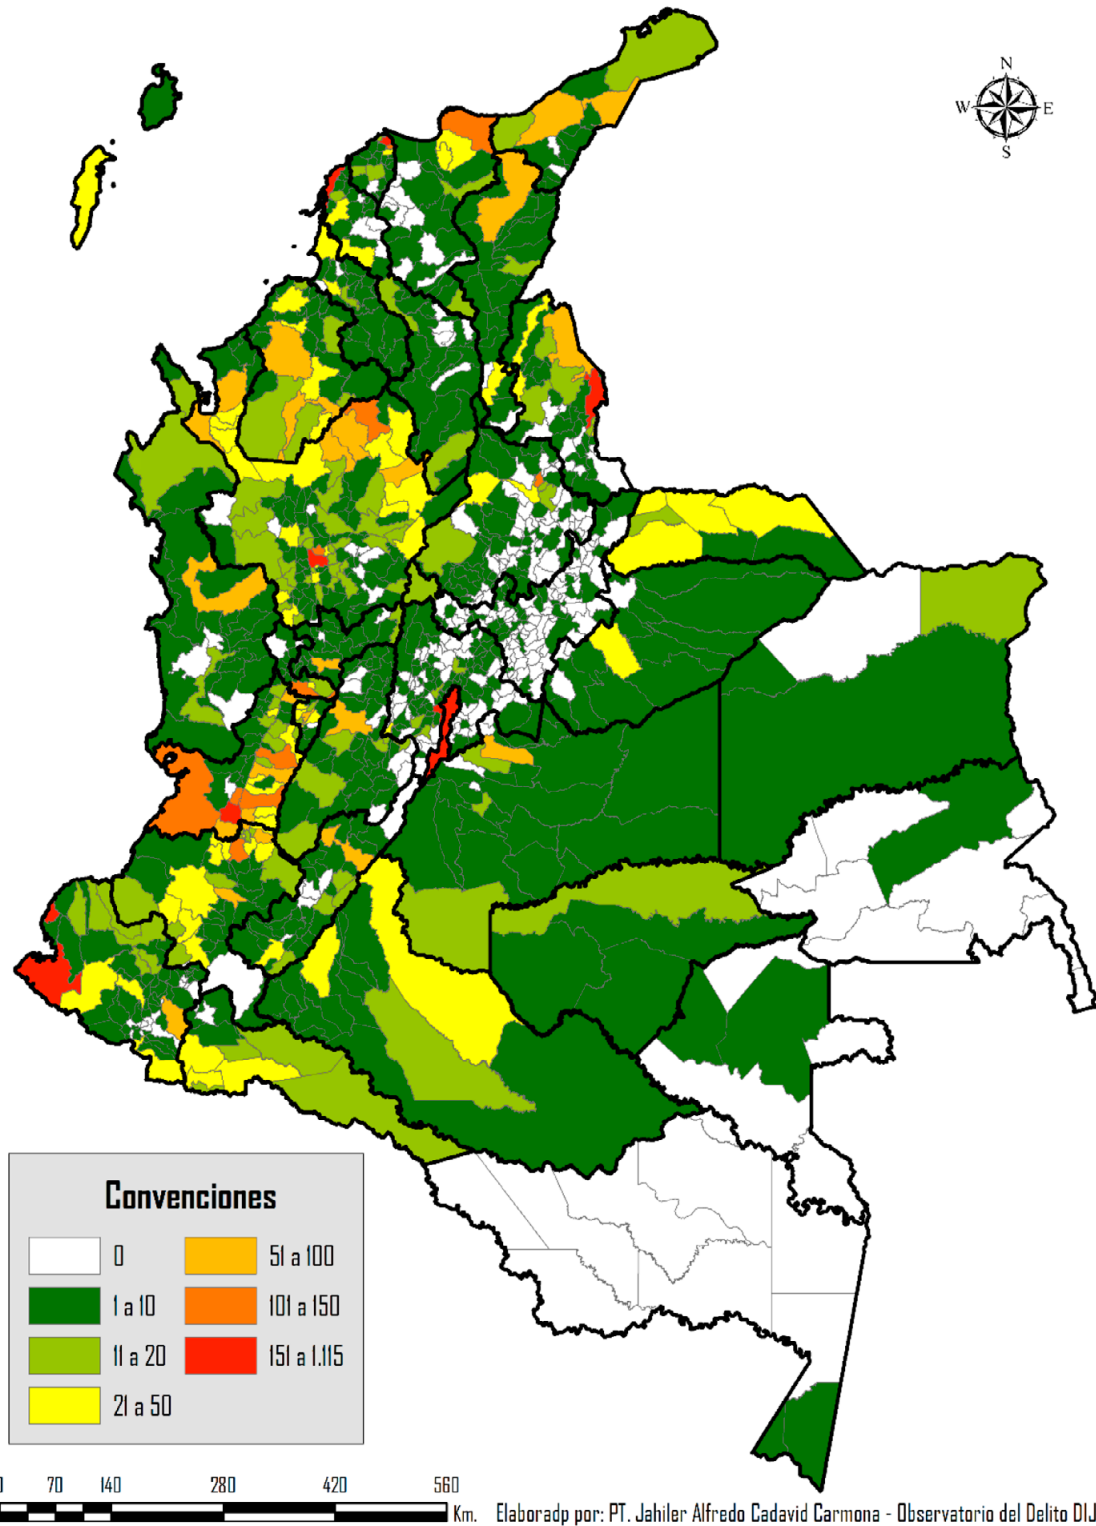 N
W E
S
Convenciones
0
51 a 100
1 a 10
101 a 150
11 a 20
151 a 1.115
21 a 50
0 70 140 280 420 560
Km.
Elaboradp por: PT. Jahiler Alfredo Cadavid Carmona - Observatorio del Delito DIJ